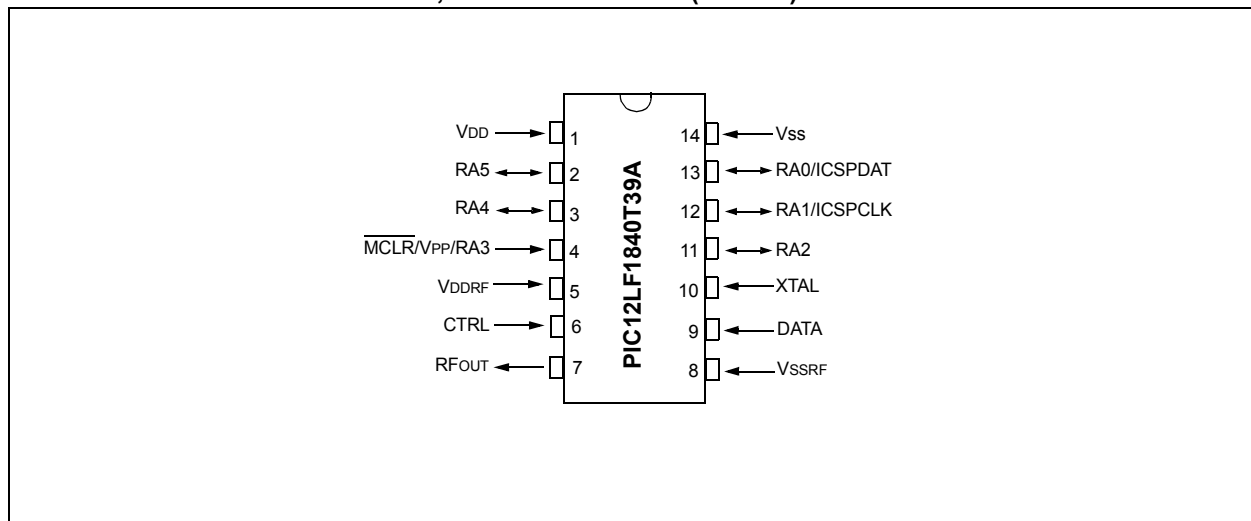 VDD 1
RA5 2
RA4 3
MCLR/VPP/RA3 4
VDDRF 5
CTRL 6
RFOUT 7
PIC12LF1840T39A
14 Vss
13 RA0/ICSPDAT
12 RA1/ICSPCLK
11 RA2
10 XTAL
9 DATA
8 VSSRF